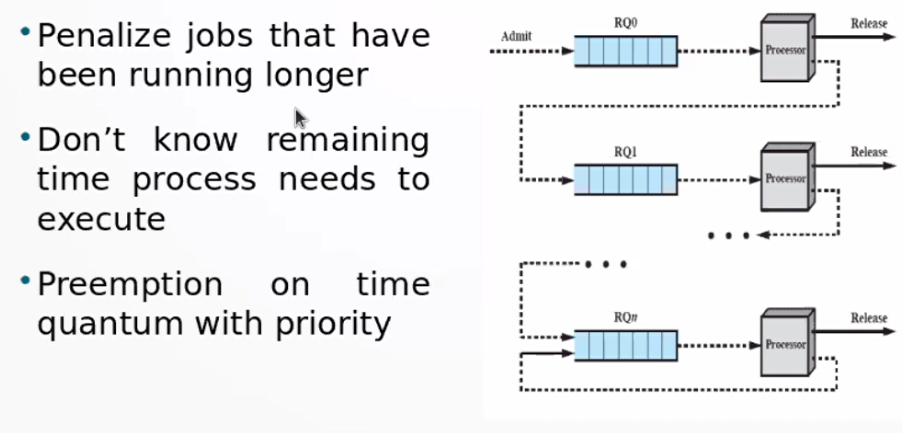 • Penalize jobs that have
been running longer
• Don't know remaining
time process needs to
execute
• Preemption on time
quantum with priority
RQ0
Admit
Processor
Release
RQ1
Processor
Release
RQn
Processor
Release